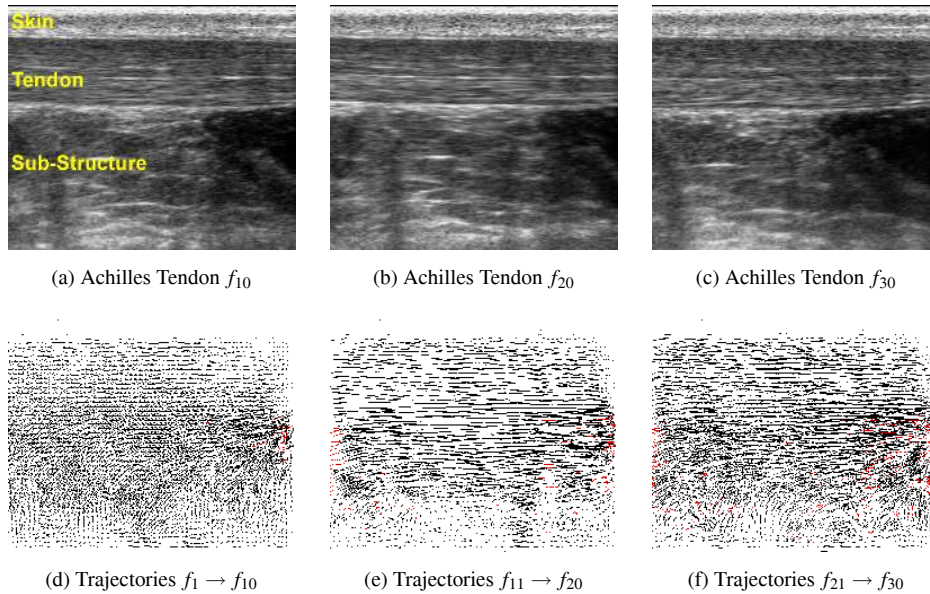 Skin
Tendon
Sub-Structure
(a) Achilles Tendon f10
(b) Achilles Tendon f20
(c) Achilles Tendon f30
(d) Trajectories f1 → f10
(e) Trajectories f11 → f20
(f) Trajectories f21 → f30